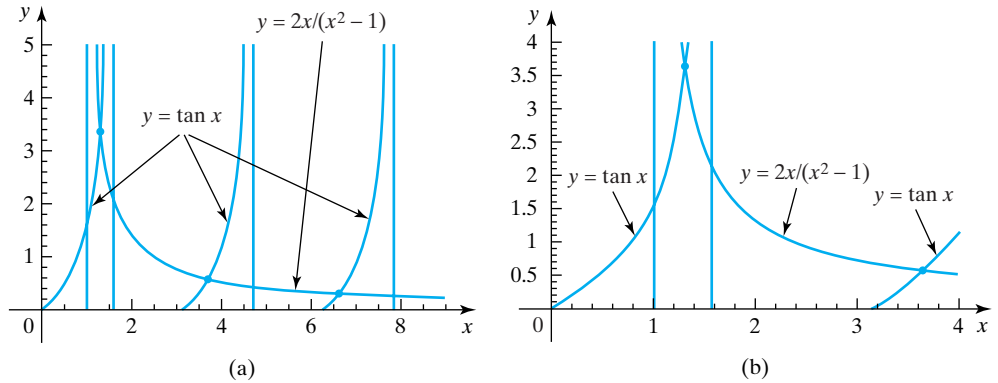 y
y = 2x/(x² – 1)
5
4
y = tan x
3
2
1
0
2
4
6
8
x
(a)
y
4
3.5
3
2.5
2
y = tan x
y = 2x/(x² – 1)
1.5
y = tan x
1
0.5
0
1
2
3
4
x
(b)